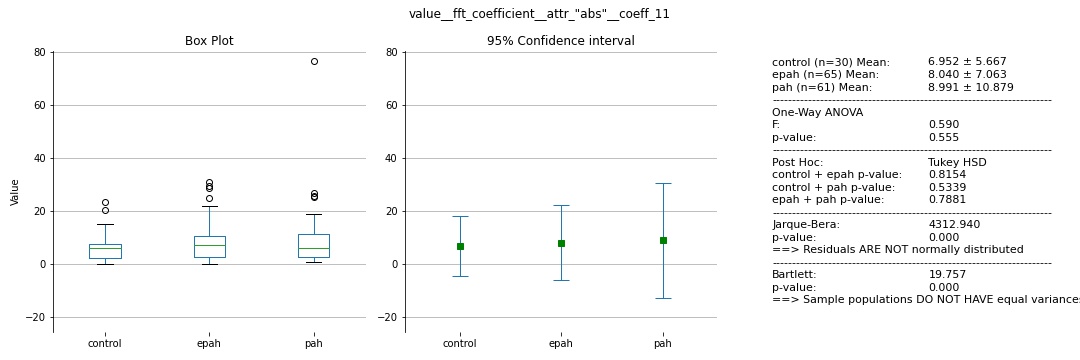 value__fft_coefficient__attr_"abs"__coeff_11
Box Plot
80
60
40
20
0
−20
Value
control epah pah
95% Confidence interval
80
60
40
20
0
−20
control epah pah
control (n=30) Mean: 6.952 ± 5.667
epah (n=65) Mean: 8.040 ± 7.063
pah (n=61) Mean: 8.991 ± 10.879
One-Way ANOVA
F: 0.590
p-value: 0.555
Post Hoc: Tukey HSD
control + epah p-value: 0.8154
control + pah p-value: 0.5339
epah + pah p-value: 0.7881
Jarque-Bera: 4312.940
p-value: 0.000
==> Residuals ARE NOT normally distributed
Bartlett: 19.757
p-value: 0.000
==> Sample populations DO NOT HAVE equal variances